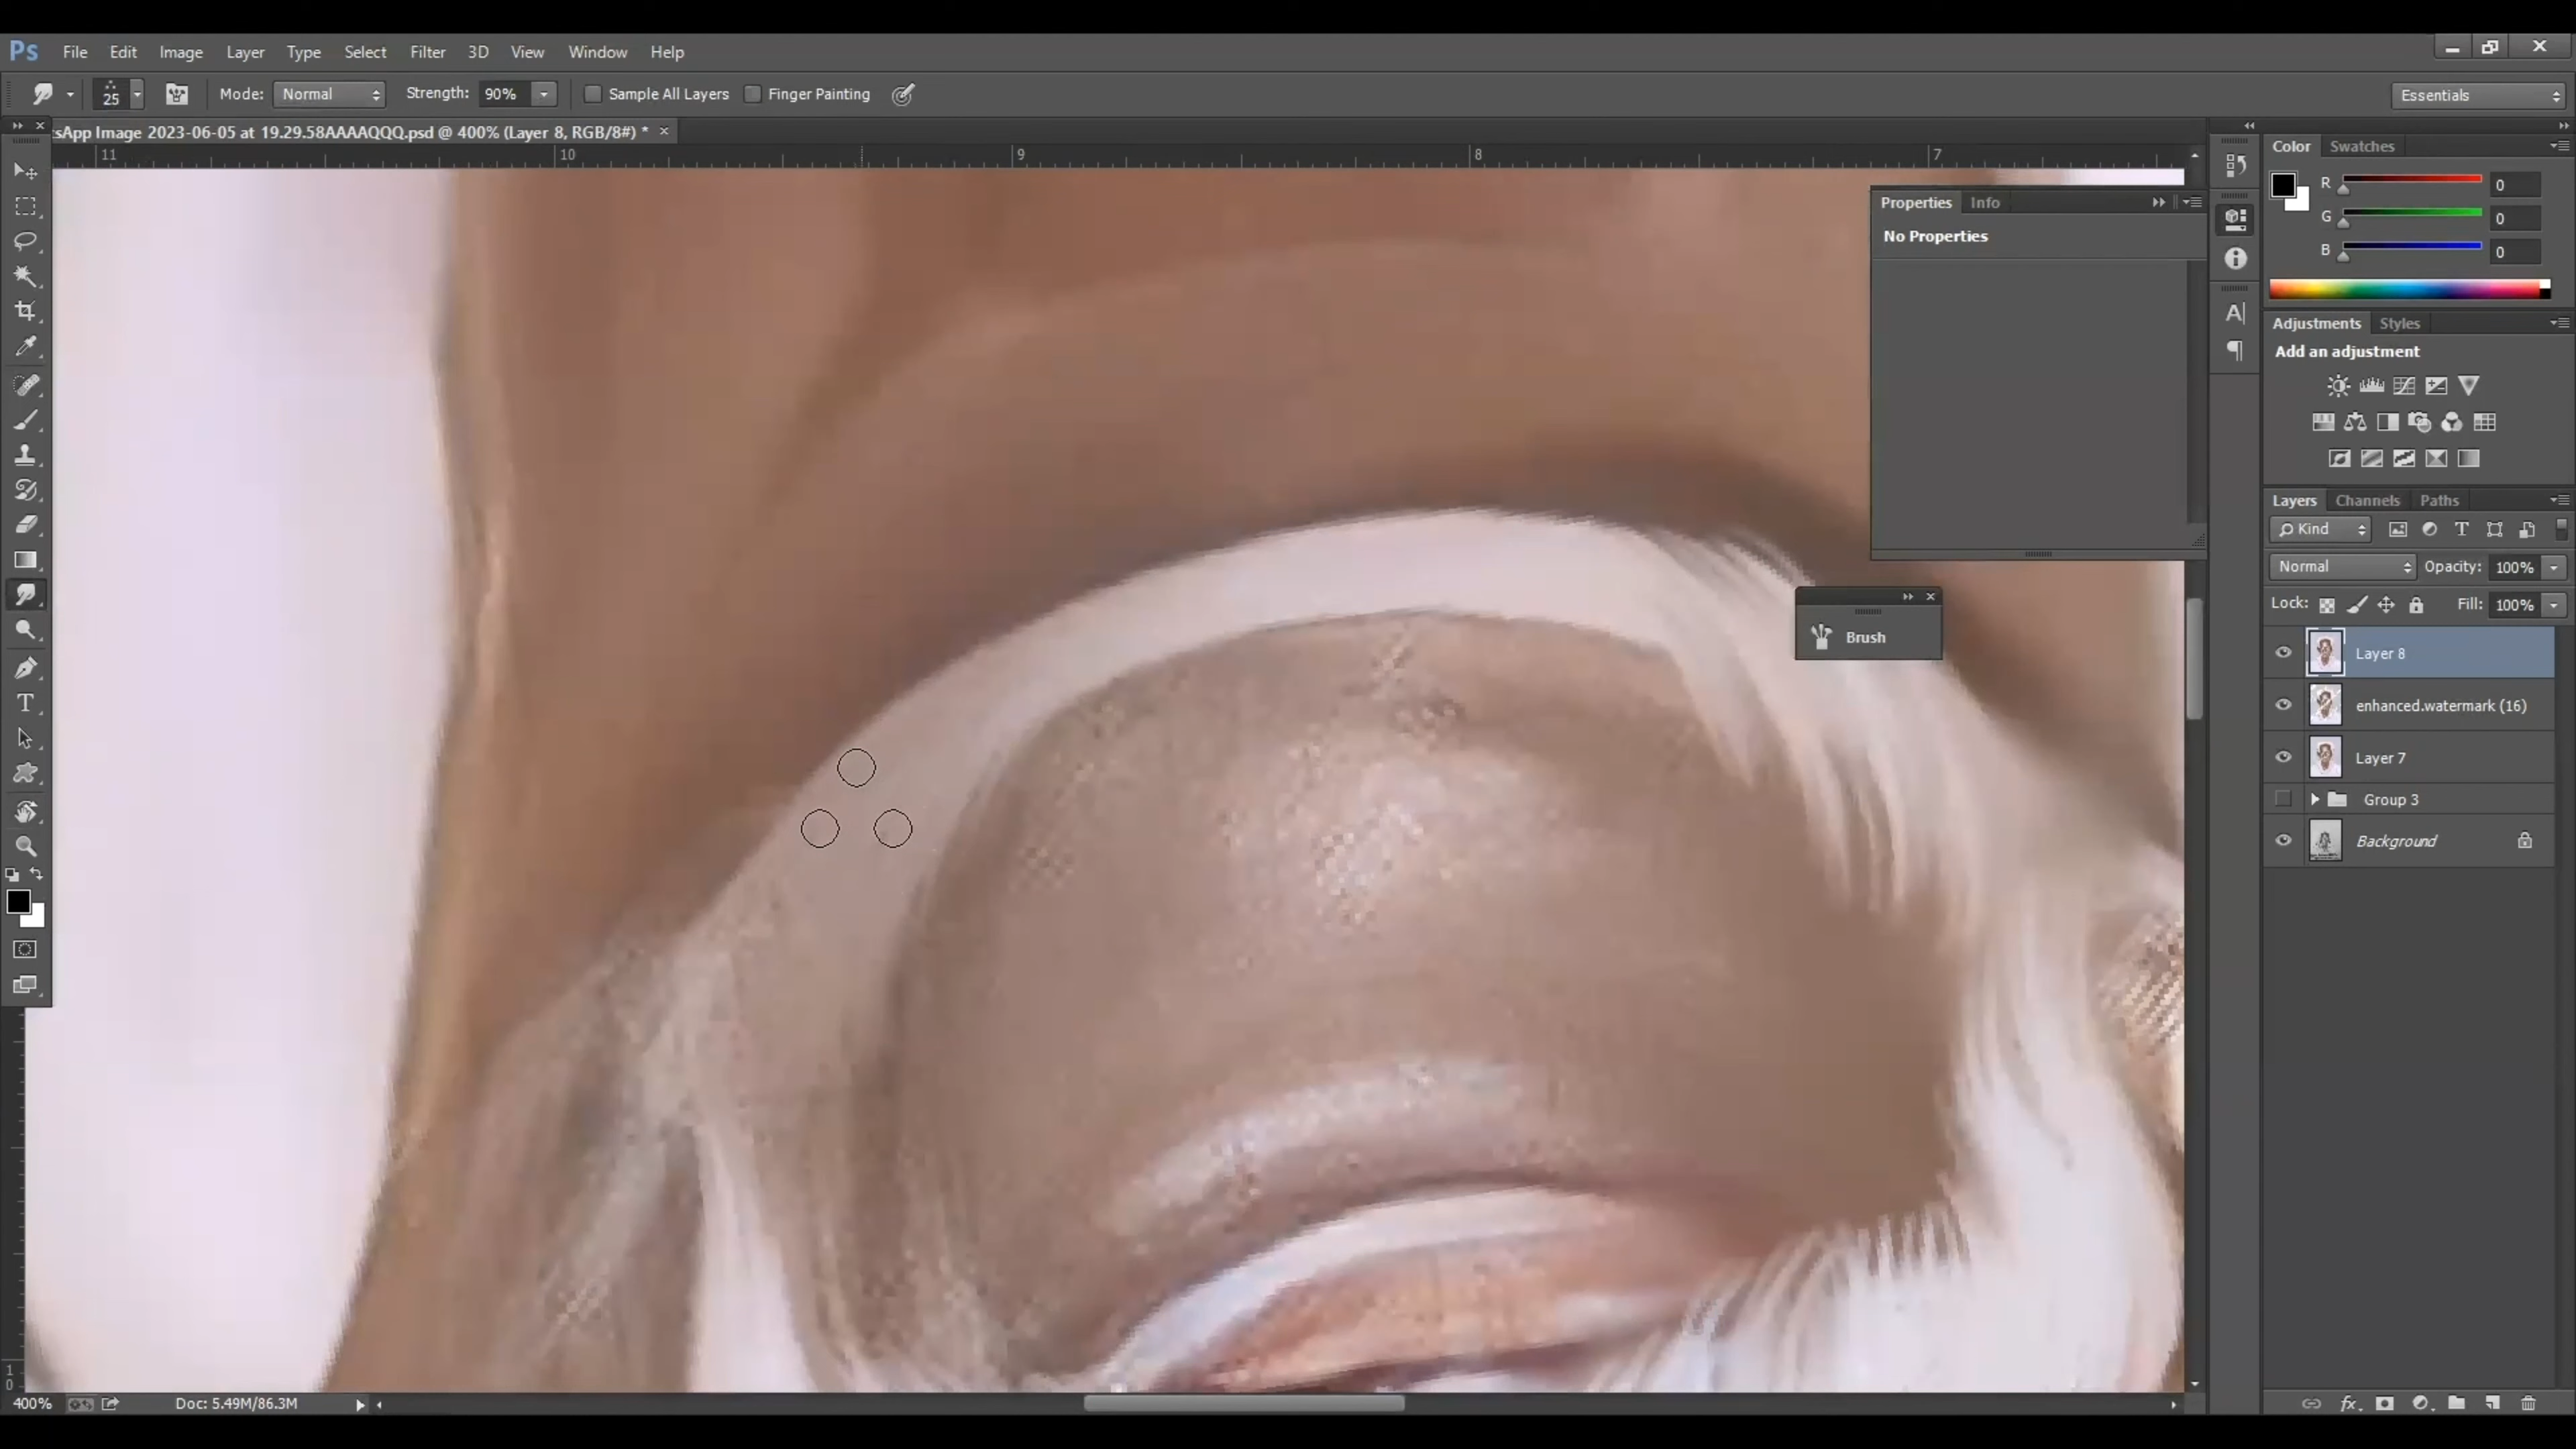 Ps File Edit Image Layer Type Select Filter 3D View Window Help
25 Mode: Normal Strength: 90% Sample All Layers Finger Painting Essentials
sApp Image 2023-06-05 at 19.29.58AAAAQQQ.psd @ 400% (Layer 8, RGB/8#) * ×
11 10 9 8 7
Properties Info
No Properties
Brush
Color Swatches
R 0
G 0
B 0
Adjustments Styles
Add an adjustment
Layers Channels Paths
Kind
Normal Opacity: 100%
Lock: Fill: 100%
Layer 8
enhanced.watermark (16)
Layer 7
Group 3
Background
10
400% Doc: 5.49M/86.3M